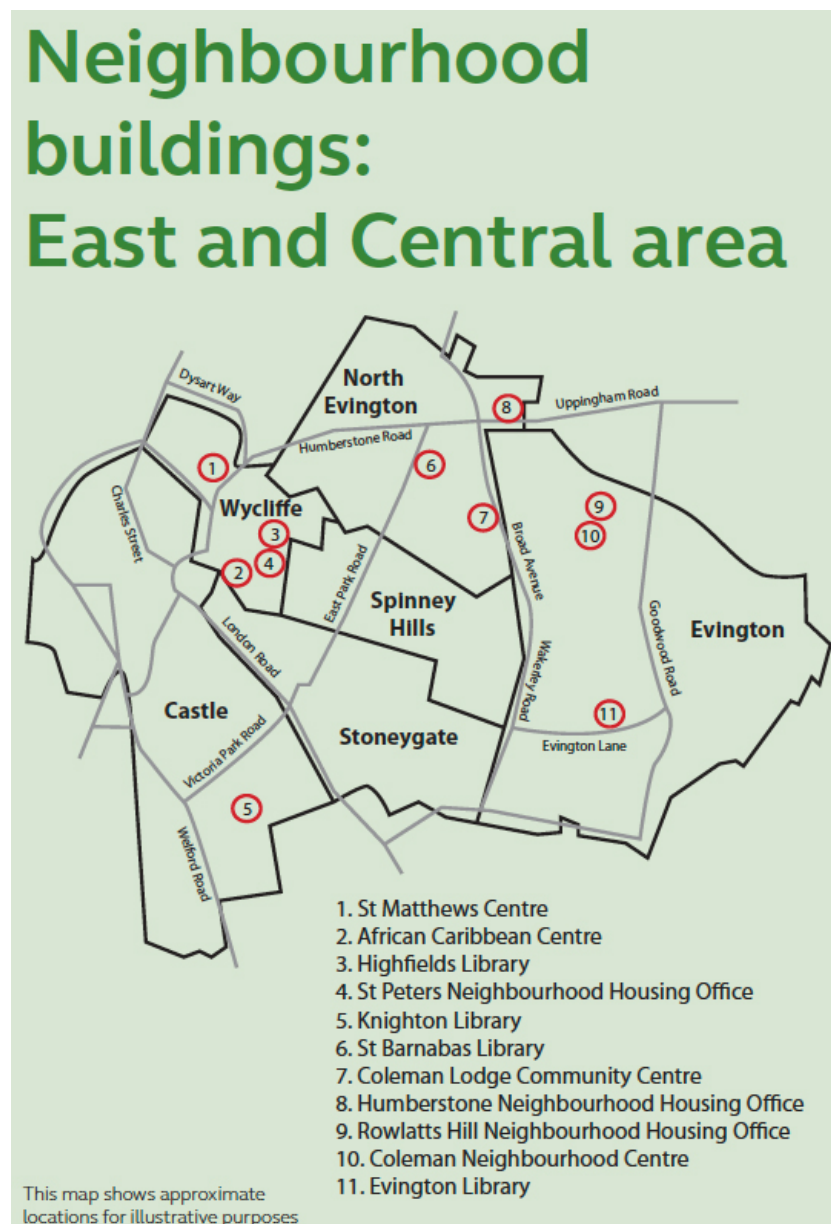 Neighbourhood
buildings:
East and Central area
Dysart Way
North
Evington
8
Uppingham Road
Humberstone Road
1
6
Charles Street
Wycliffe
9
3
7
10
Broad Avenue
2
4
East Park Road
Spinney
Hills
Goodwood Road
Evington
London Road
Wakerley Road
Castle
11
Victoria Park Road
Stoneygate
Evington Lane
5
Welford Road
1. St Matthews Centre
2. African Caribbean Centre
3. Highfields Library
4. St Peters Neighbourhood Housing Office
5. Knighton Library
6. St Barnabas Library
7. Coleman Lodge Community Centre
8. Humberstone Neighbourhood Housing Office
9. Rowlatts Hill Neighbourhood Housing Office
10. Coleman Neighbourhood Centre
11. Evington Library
This map shows approximate
locations for illustrative purposes